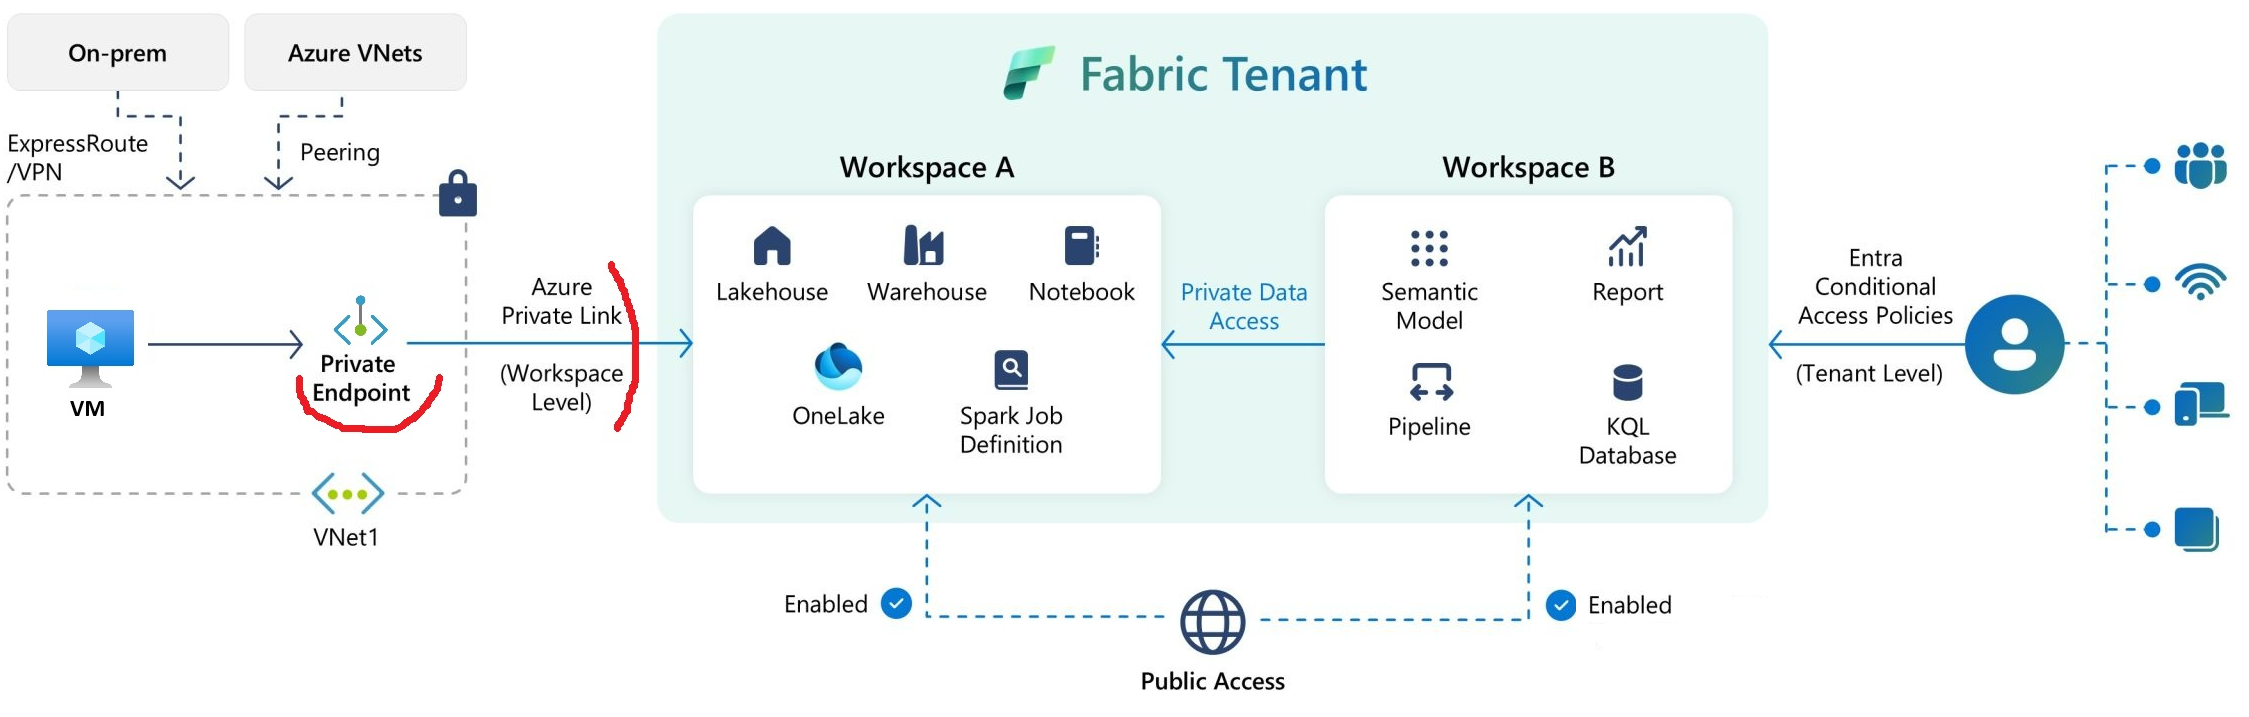 On-prem
Azure VNets
Fabric Tenant
ExpressRoute
/VPN
Peering
Workspace A
Workspace B
Lakehouse
Warehouse
Notebook
OneLake
Spark Job
Definition
Azure
Private Link
(Workspace
Level)
Private Data
Access
Semantic
Model
Report
Pipeline
KQL
Database
Entra
Conditional
Access Policies
(Tenant Level)
VM
Private
Endpoint
VNet1
Enabled
Enabled
Public Access